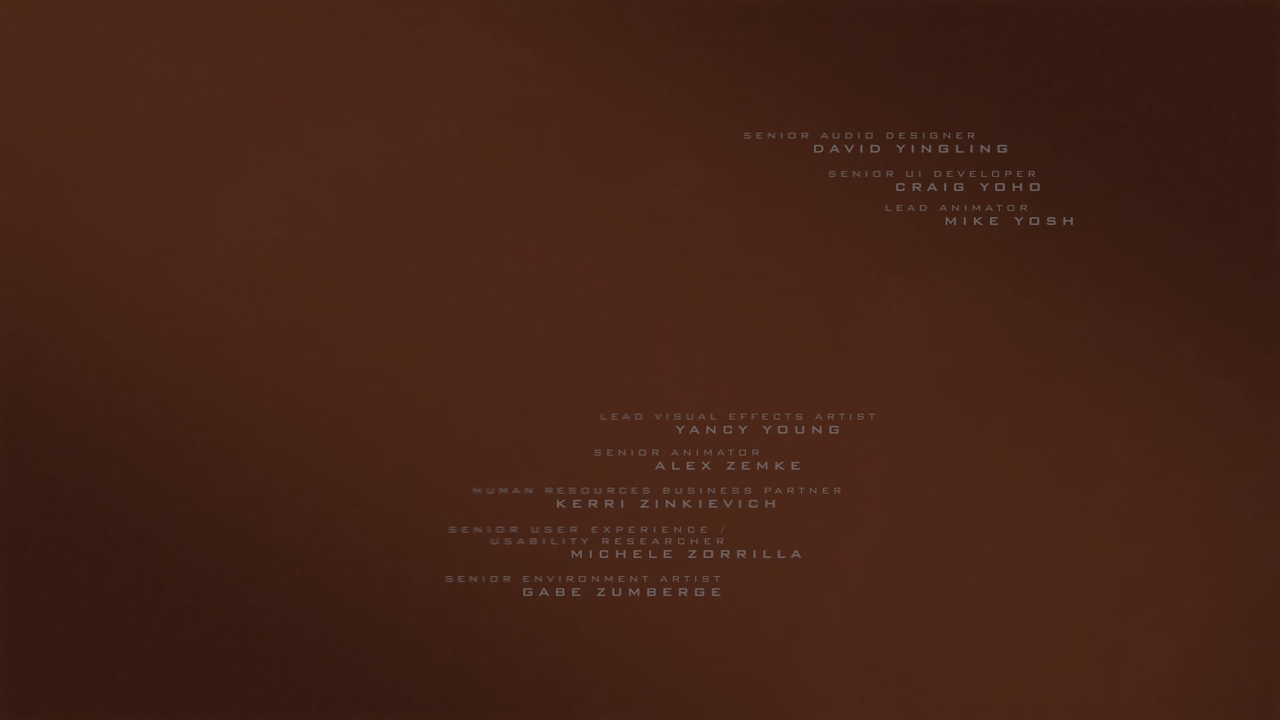 SENIOR AUDIO DESIGNER
DAVID YINGLING
SENIOR UI DEVELOPER
CRAIG YOHO
LEAD ANIMATOR
MIKE YOSH
LEAD VISUAL EFFECTS ARTIST
YANCY YOUNG
SENIOR ANIMATOR
ALEX ZEMKE
HUMAN RESOURCES BUSINESS PARTNER
KERRI ZINKIEVICH
SENIOR USER EXPERIENCE /
USABILITY RESEARCHER
MICHELE ZORRILLA
SENIOR ENVIRONMENT ARTIST
GABE ZUMBERGE